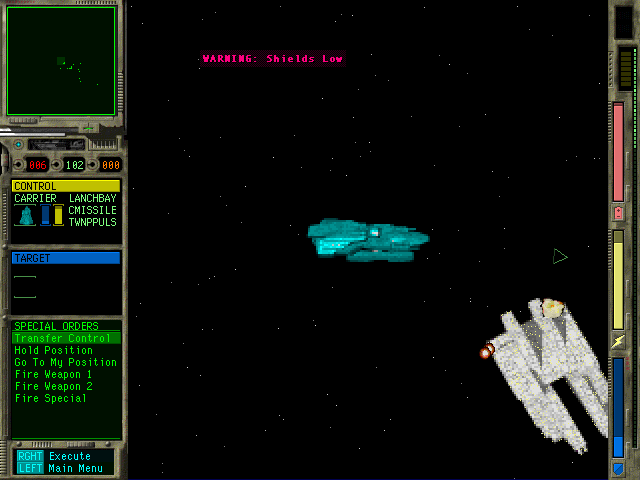 WARNING: Shields Low
006 102 000
CONTROL
CARRIER LANCHBAY
CMISSILE
TWNPPULS
TARGET
SPECIAL ORDERS
Transfer Control
Hold Position
Go To My Position
Fire Weapon 1
Fire Weapon 2
Fire Special
RGHT Execute
LEFT Main Menu